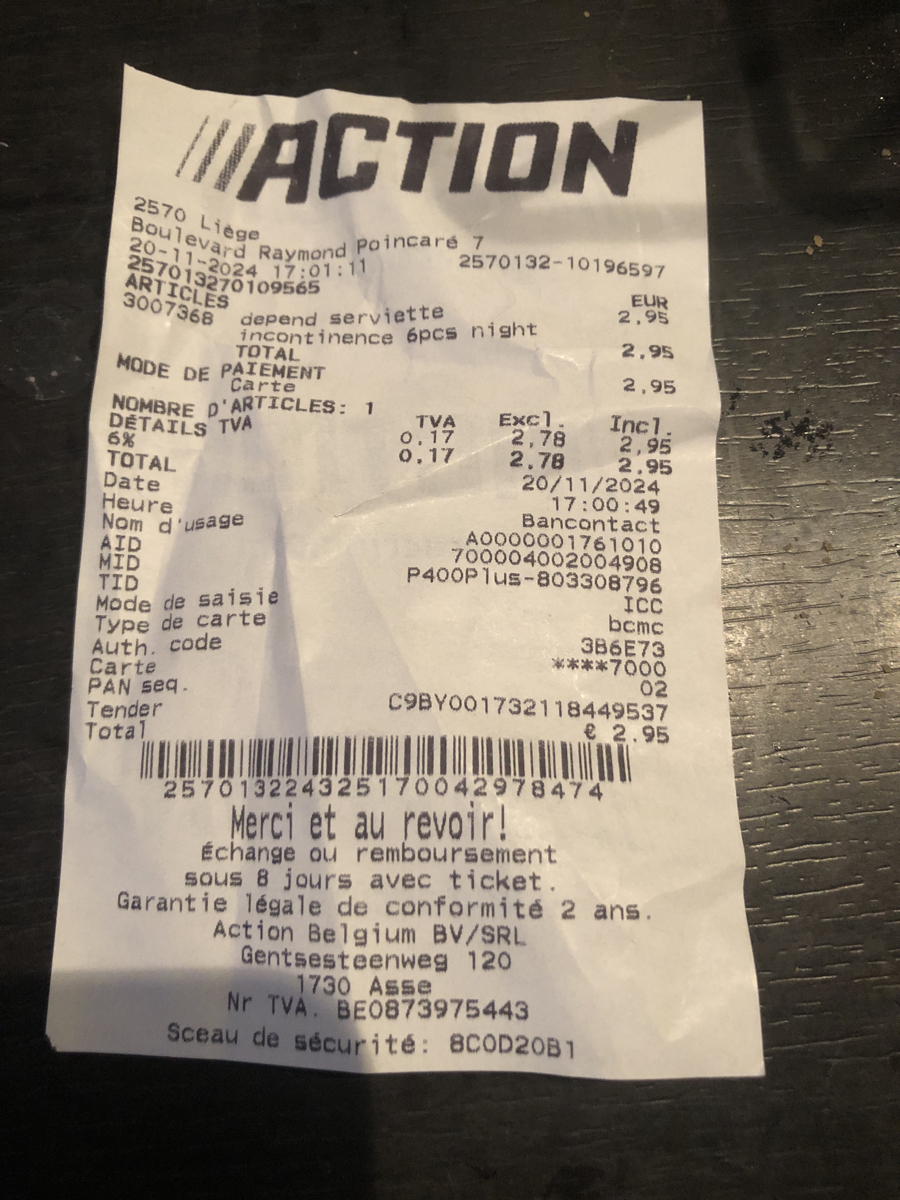 ACTION
2570 Liège
Boulevard Raymond Poincaré 7
20-11-2024 17:01:11 2570132-10196597
257013270109565
ARTICLES EUR
3007368 depend serviette 2,95
incontinence 6pcs night
TOTAL 2,95
MODE DE PAIEMENT
Carte 2,95
NOMBRE D'ARTICLES: 1
DÉTAILS TVA TVA Excl. Incl.
6% 0,17 2,78 2,95
TOTAL 0,17 2,78 2,95
Date 20/11/2024
Heure 17:00:49
Nom d'usage Bancontact
AID A0000001761010
MID 700004002004908
TID P400Plus-803308796
Mode de saisie ICC
Type de carte bcmc
Auth. code 3B6E73
Carte ****7000
PAN seq. 02
Tender C9BY001732118449537
Total € 2.95
257013224325170042978474
Merci et au revoir!
Échange ou remboursement
sous 8 jours avec ticket.
Garantie légale de conformité 2 ans.
Action Belgium BV/SRL
Gentsesteenweg 120
1730 Asse
Nr TVA. BE0873975443
Sceau de sécurité: 8C0D20B1